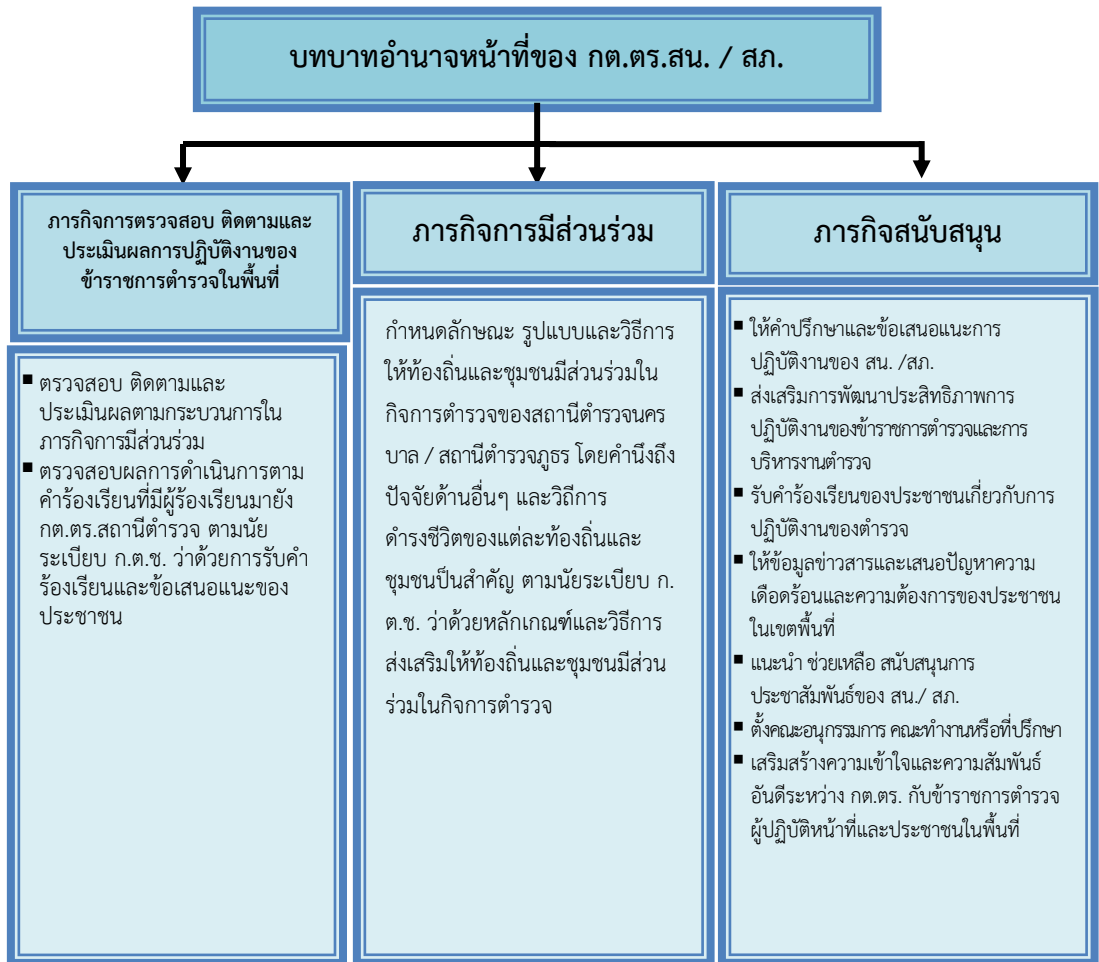 บทบาทอำนาจหน้าที่ของ กต.ตร.สน. / สภ.
ภารกิจการตรวจสอบ ติดตามและ
ประเมินผลการปฏิบัติงานของ
ข้าราชการตำรวจในพื้นที่
▪ ตรวจสอบ ติดตามและ
ประเมินผลตามกระบวนการใน
ภารกิจการมีส่วนร่วม
▪ ตรวจสอบผลการดำเนินการตาม
คำร้องเรียนที่มีผู้ร้องเรียนมายัง
กต.ตร.สถานีตำรวจ ตามนัย
ระเบียบ ก.ต.ช. ว่าด้วยการรับคำ
ร้องเรียนและข้อเสนอแนะของ
ประชาชน
ภารกิจการมีส่วนร่วม
กำหนดลักษณะ รูปแบบและวิธีการ
ให้ท้องถิ่นและชุมชนมีส่วนร่วมใน
กิจการตำรวจของสถานีตำรวจนคร
บาล / สถานีตำรวจภูธร โดยคำนึงถึง
ปัจจัยด้านอื่นๆ และวิถีการ
ดำรงชีวิตของแต่ละท้องถิ่นและ
ชุมชนป็นสำคัญ ตามนัยระเบียบ ก.
ต.ช. ว่าด้วยหลักเกณฑ์และวิธีการ
ส่งเสริมให้ท้องถิ่นและชุมชนมีส่วน
ร่วมในกิจการตำรวจ
ภารกิจสนับสนุน
▪ ให้คำปรึกษาและข้อเสนอแนะการ
ปฏิบัติงานของ สน. /สภ.
▪ ส่งเสริมการพัฒนาประสิทธิภาพการ
ปฏิบัติงานของข้าราชการตำรวจและการ
บริหารงานตำรวจ
▪ รับคำร้องเรียนของประชาชนเกี่ยวกับการ
ปฏิบัติงานของตำรวจ
▪ ให้ข้อมูลข่าวสารและเสนอปัญหาความ
เดือดร้อนและความต้องการของประชาชน
ในเขตพื้นที่
▪ แนะนำ ช่วยเหลือ สนับสนุนการ
ประชาสัมพันธ์ของ สน./ สภ.
▪ ตั้งคณะอนุกรรมการ คณะทำงานหรือที่ปรึกษา
▪ เสริมสร้างความเข้าใจและความสัมพันธ์
อันดีระหว่าง กต.ตร. กับข้าราชการตำรวจ
ผู้ปฏิบัติหน้าที่และประชาชนในพื้นที่